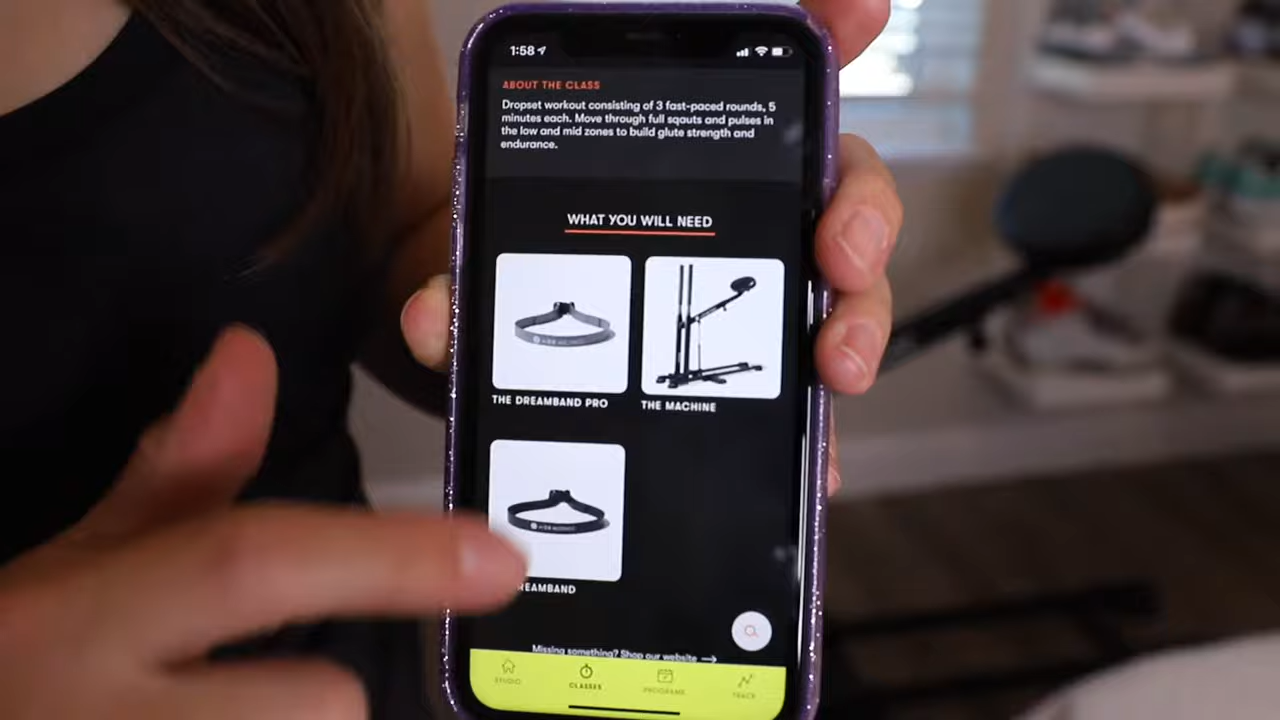 1:58
ABOUT THE CLASS
Dropset workout consisting of 3 fast-paced rounds, 5
minutes each. Move through full sqauts and pulses in
the low and mid zones to build glute strength and
endurance.
WHAT YOU WILL NEED
THE DREAMBAND PRO
THE MACHINE
REAMBAND
Missing something? Shop our website →
STUDIO
CLASSES
PROGRAMS
TRACK